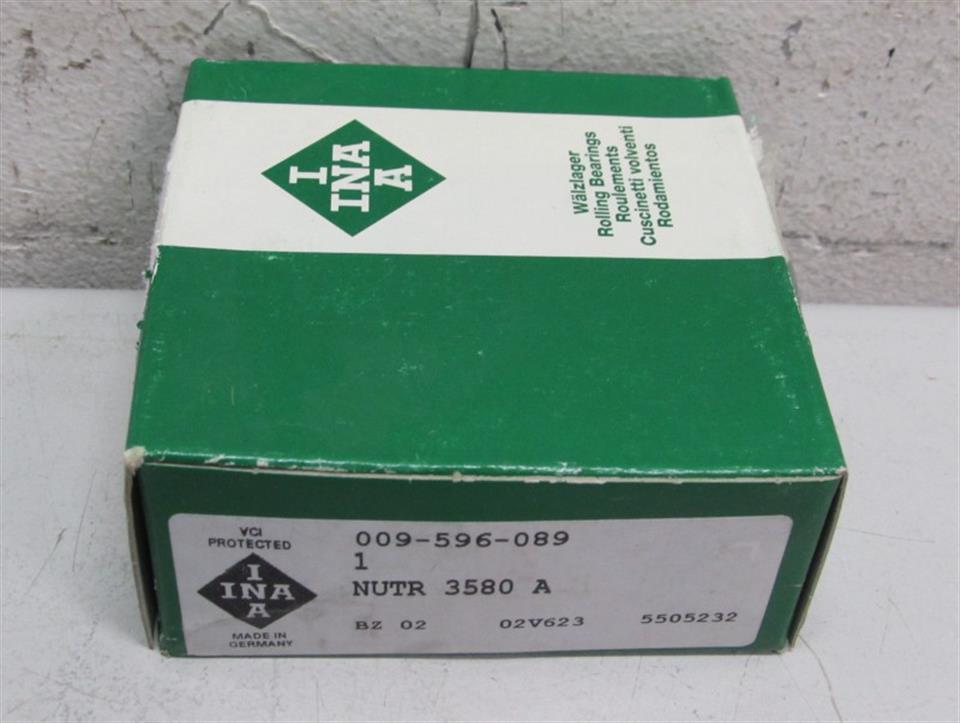 I
INA
A
Wälzlager
Rolling Bearings
Roulements
Cuscinetti volventi
Rodamientos
VCI
PROTECTED
I
INA
A
MADE IN
GERMANY
009-596-089
1
NUTR 3580 A
BZ 02 02V623 5505232